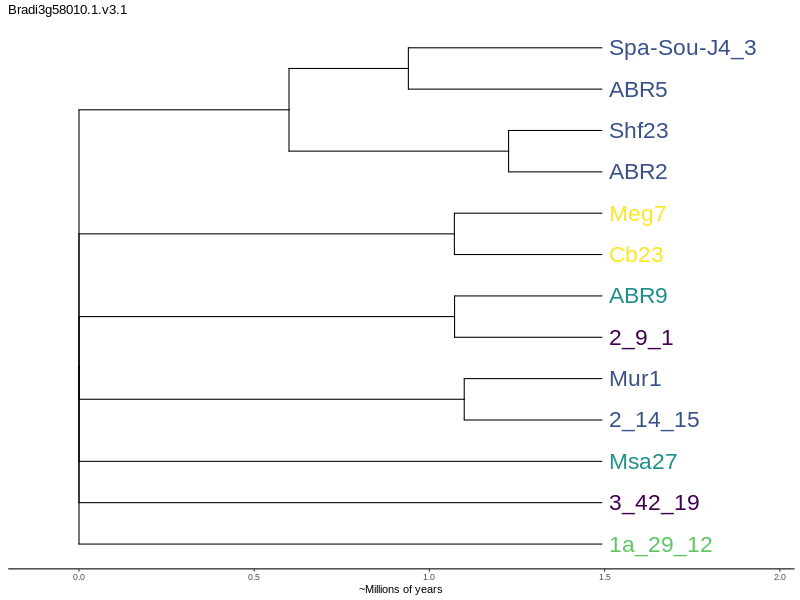 Bradi3g58010.1.v3.1
Spa-Sou-J4_3
ABR5
Shf23
ABR2
Meg7
Cb23
ABR9
2_9_1
Mur1
2_14_15
Msa27
3_42_19
1a_29_12
0.0 0.5 1.0 1.5 2.0
~Millions of years